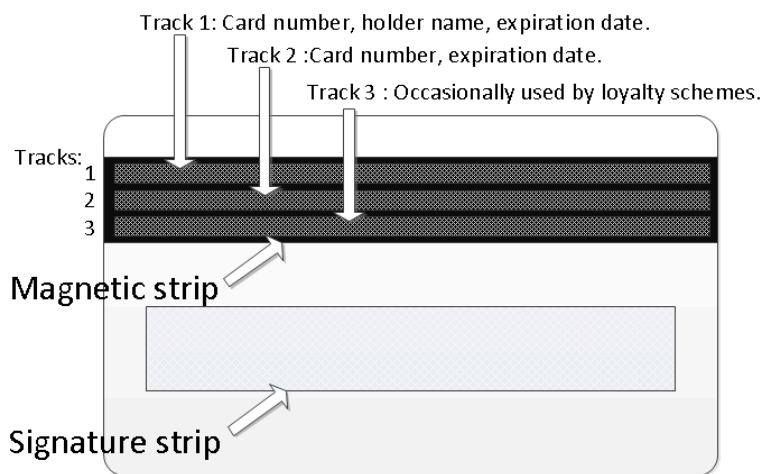 Track 1: Card number, holder name, expiration date.
Track 2 :Card number, expiration date.
Track 3 : Occasionally used by loyalty schemes.
Tracks:
1
2
3
Magnetic strip
Signature strip